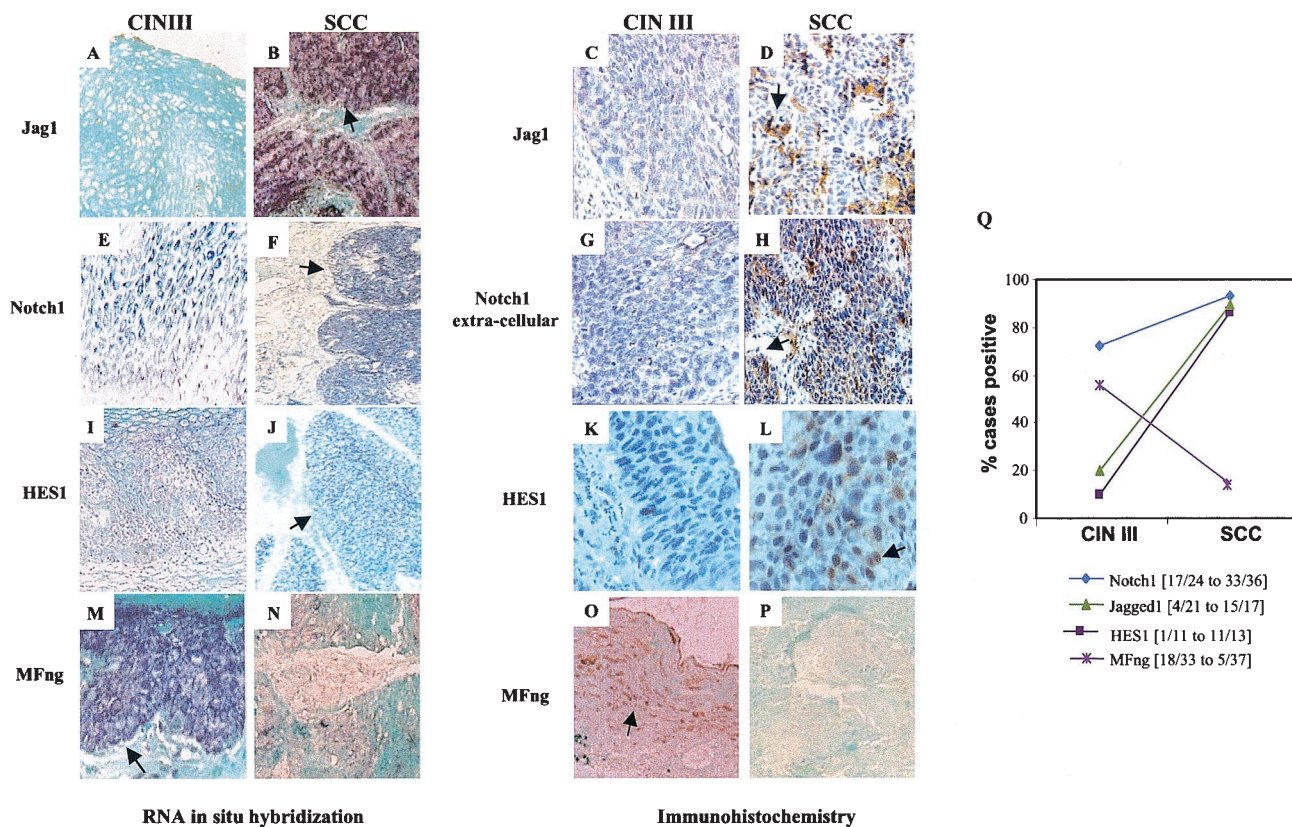 CINIII SCC CIN III SCC
A B C D
Jag1 Jag1
E F G H Q
Notch1 Notch1
extra-cellular
I J K L
HES1 HES1
M N O P
MFng MFng
RNA in situ hybridization Immunohistochemistry
100
80
60
40
20
0
% cases positive
CIN III SCC
Notch1 [17/24 to 33/36]
Jagged1 [4/21 to 15/17]
HES1 [1/11 to 11/13]
MFng [18/33 to 5/37]